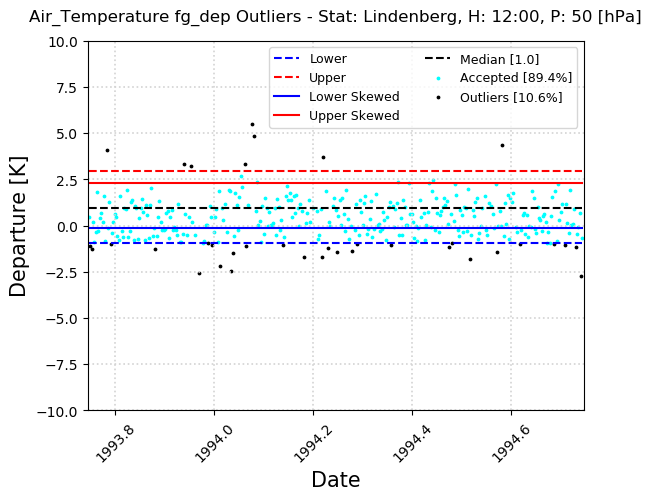 Air_Temperature fg_dep Outliers - Stat: Lindenberg, H: 12:00, P: 50 [hPa]
Lower
Upper
Lower Skewed
Upper Skewed
Median [1.0]
Accepted [89.4%]
Outliers [10.6%]
Departure [K]
10.0
7.5
5.0
2.5
0.0
−2.5
−5.0
−7.5
−10.0
1993.8
1994.0
1994.2
1994.4
1994.6
Date